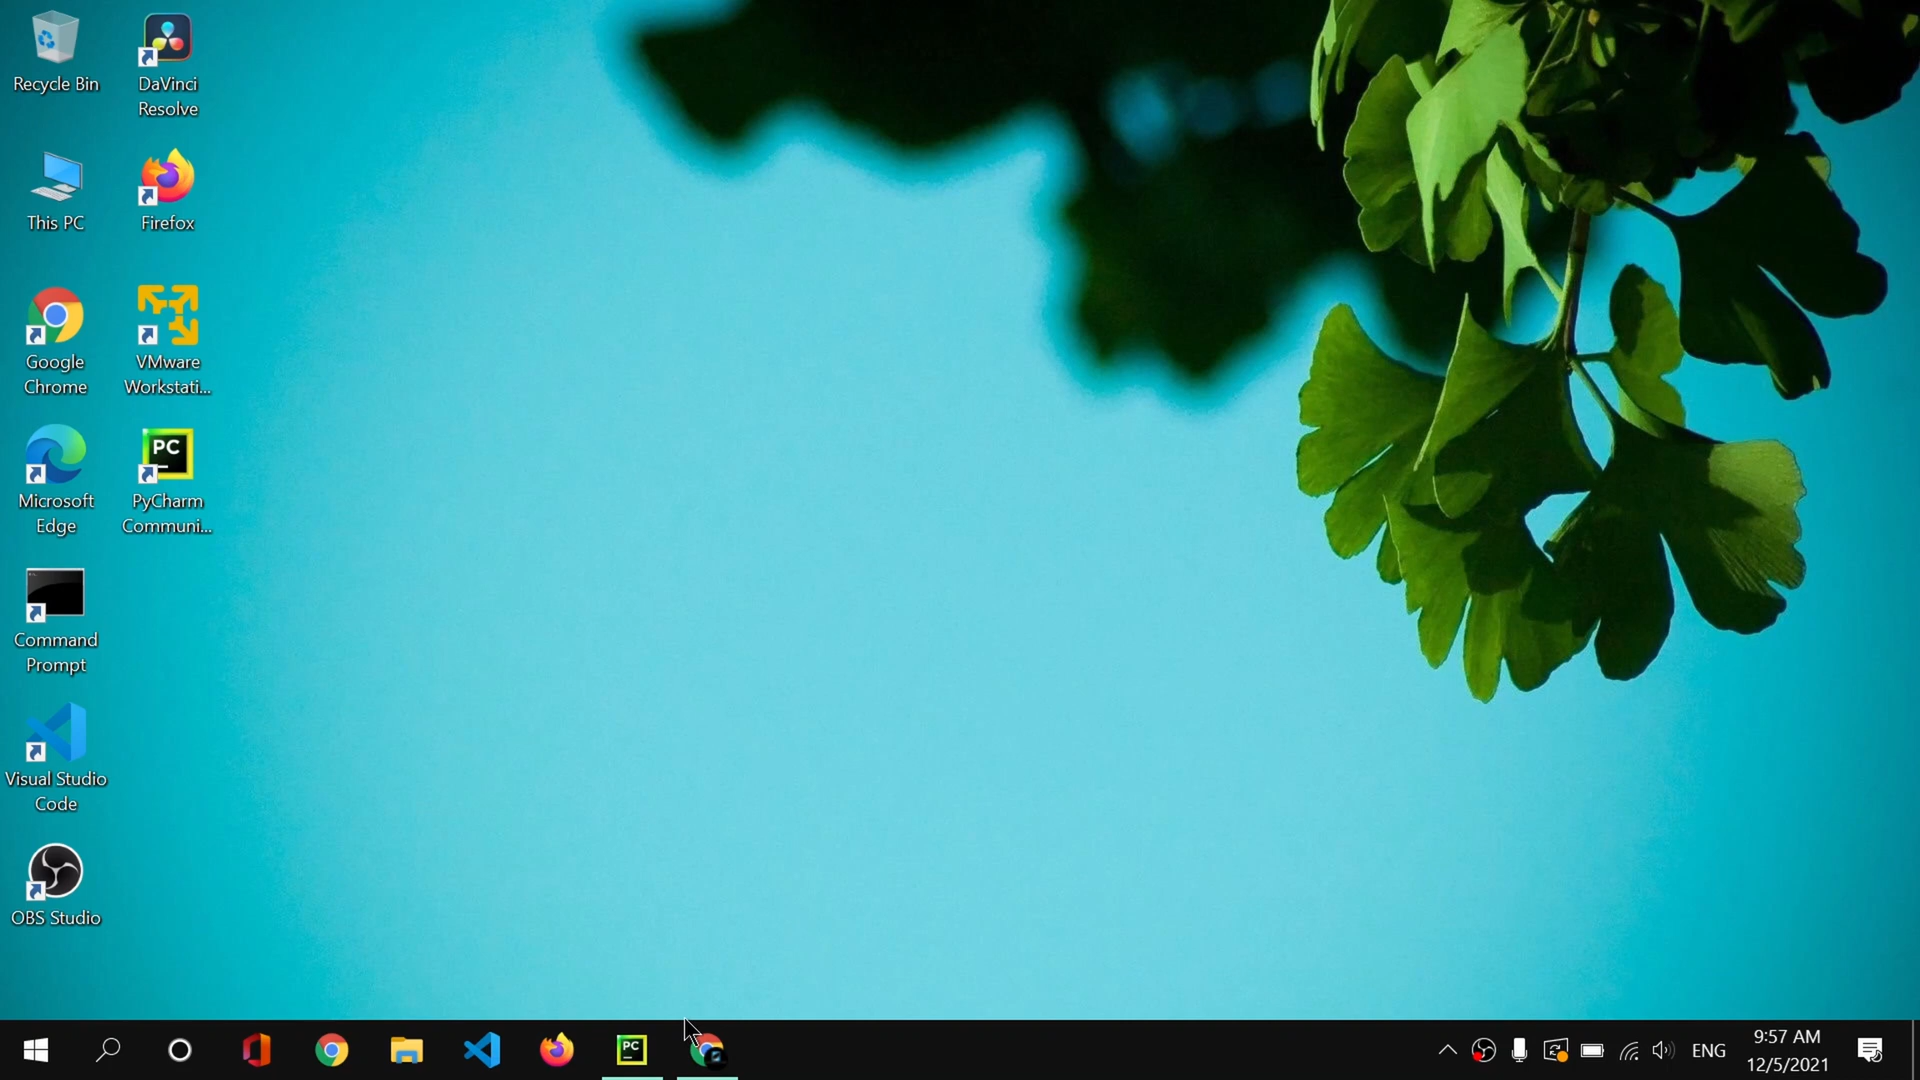 Recycle Bin
DaVinci
Resolve
This PC
Firefox
Google
Chrome
VMware
Workstati...
Microsoft
Edge
PC
PyCharm
Communi...
Command
Prompt
Visual Studio
Code
OBS Studio
PC
ENG
9:57 AM
12/5/2021